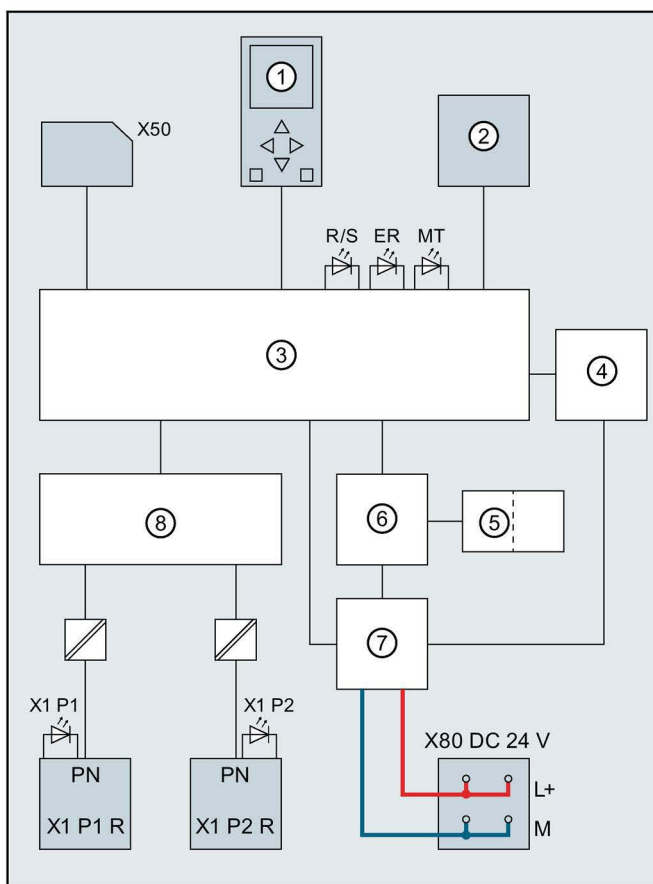 ①
X50
②
R/S ER MT
③
④
⑧
⑥
⑤
⑦
X1 P1
X1 P2
X80 DC 24 V
PN
PN
L+
X1 P1 R
X1 P2 R
M